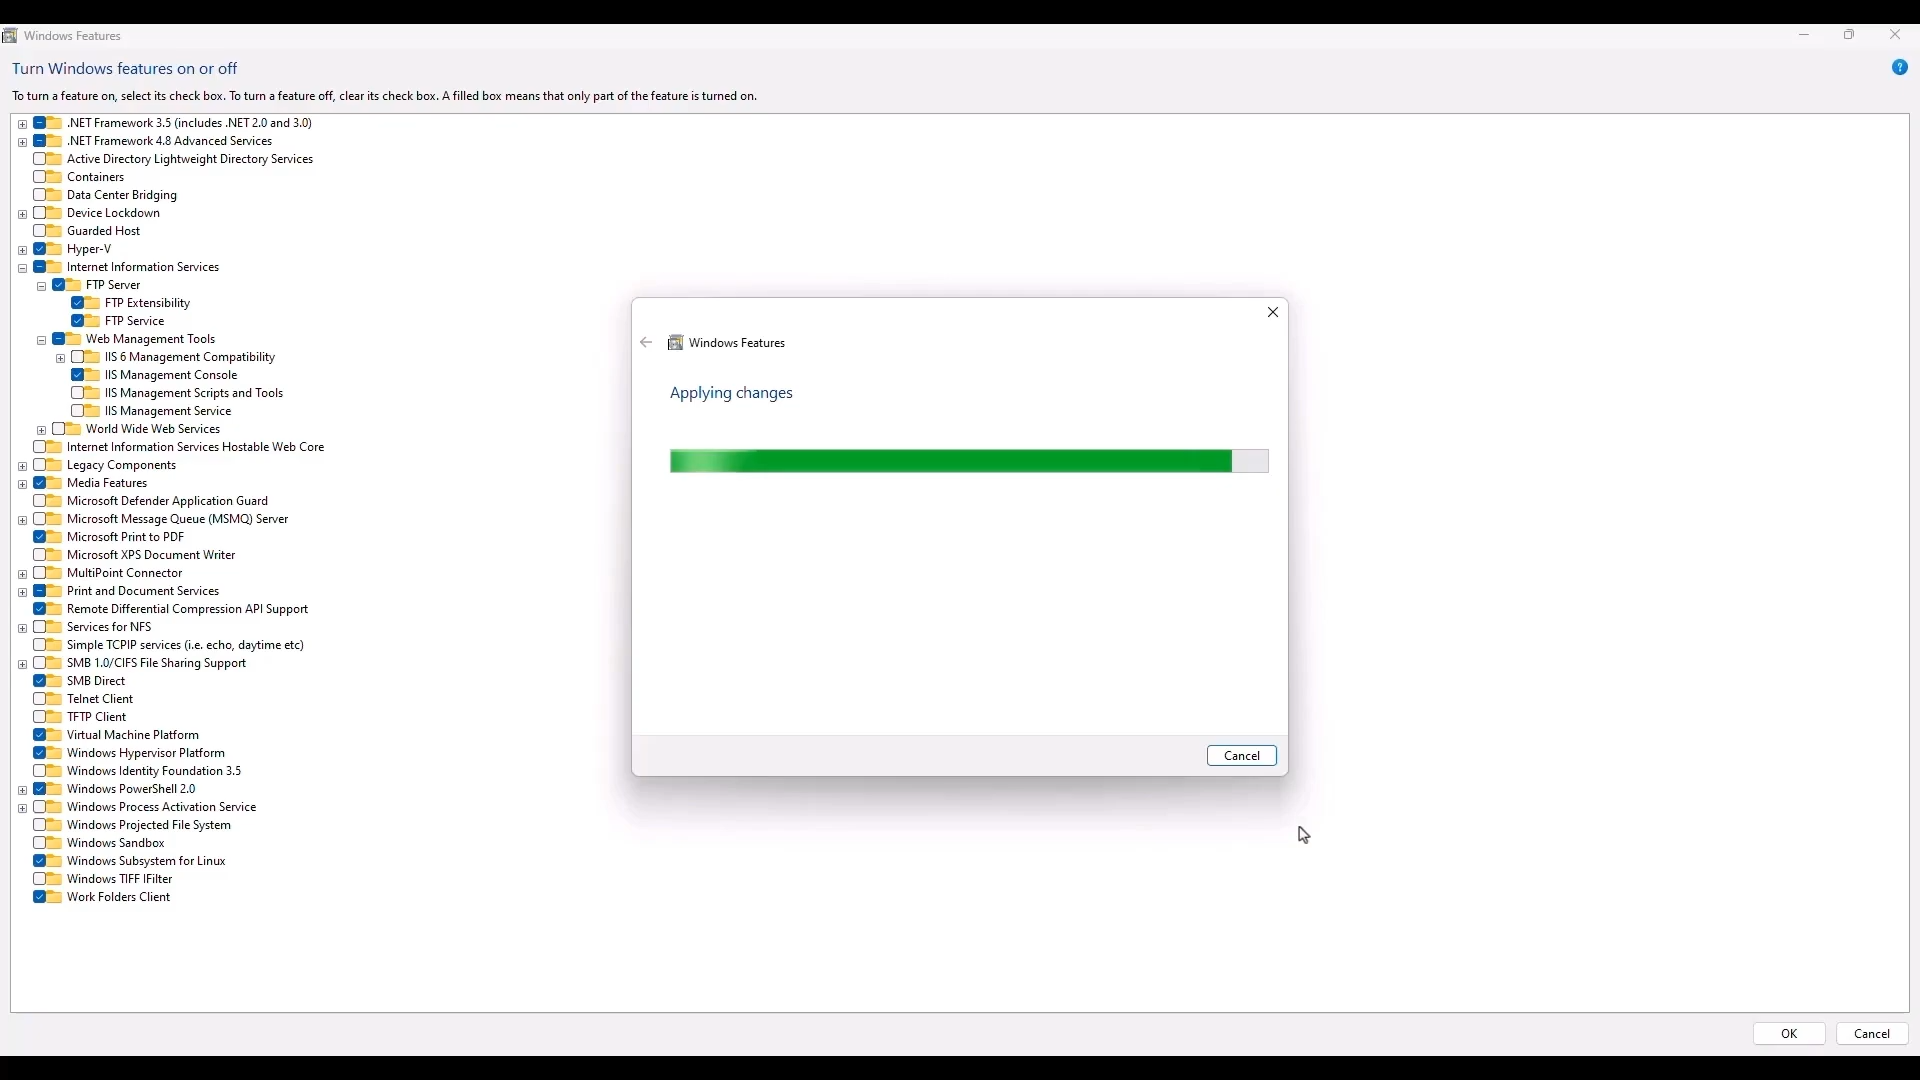 Windows Features
Turn Windows features on or off
To turn a feature on, select its check box. To turn a feature off, clear its check box. A filled box means that only part of the feature is turned on.
.NET Framework 3.5 (includes .NET 2.0 and 3.0)
.NET Framework 4.8 Advanced Services
Active Directory Lightweight Directory Services
Containers
Data Center Bridging
Device Lockdown
Guarded Host
Hyper-V
Internet Information Services
FTP Server
FTP Extensibility
FTP Service
Web Management Tools
IIS 6 Management Compatibility
IIS Management Console
IIS Management Scripts and Tools
IIS Management Service
World Wide Web Services
Internet Information Services Hostable Web Core
Legacy Components
Media Features
Microsoft Defender Application Guard
Microsoft Message Queue (MSMQ) Server
Microsoft Print to PDF
Microsoft XPS Document Writer
MultiPoint Connector
Print and Document Services
Remote Differential Compression API Support
Services for NFS
Simple TCPIP services (i.e. echo, daytime etc)
SMB 1.0/CIFS File Sharing Support
SMB Direct
Telnet Client
TFTP Client
Virtual Machine Platform
Windows Hypervisor Platform
Windows Identity Foundation 3.5
Windows PowerShell 2.0
Windows Process Activation Service
Windows Projected File System
Windows Sandbox
Windows Subsystem for Linux
Windows TIFF IFilter
Work Folders Client
Windows Features
Applying changes
Cancel
OK
Cancel